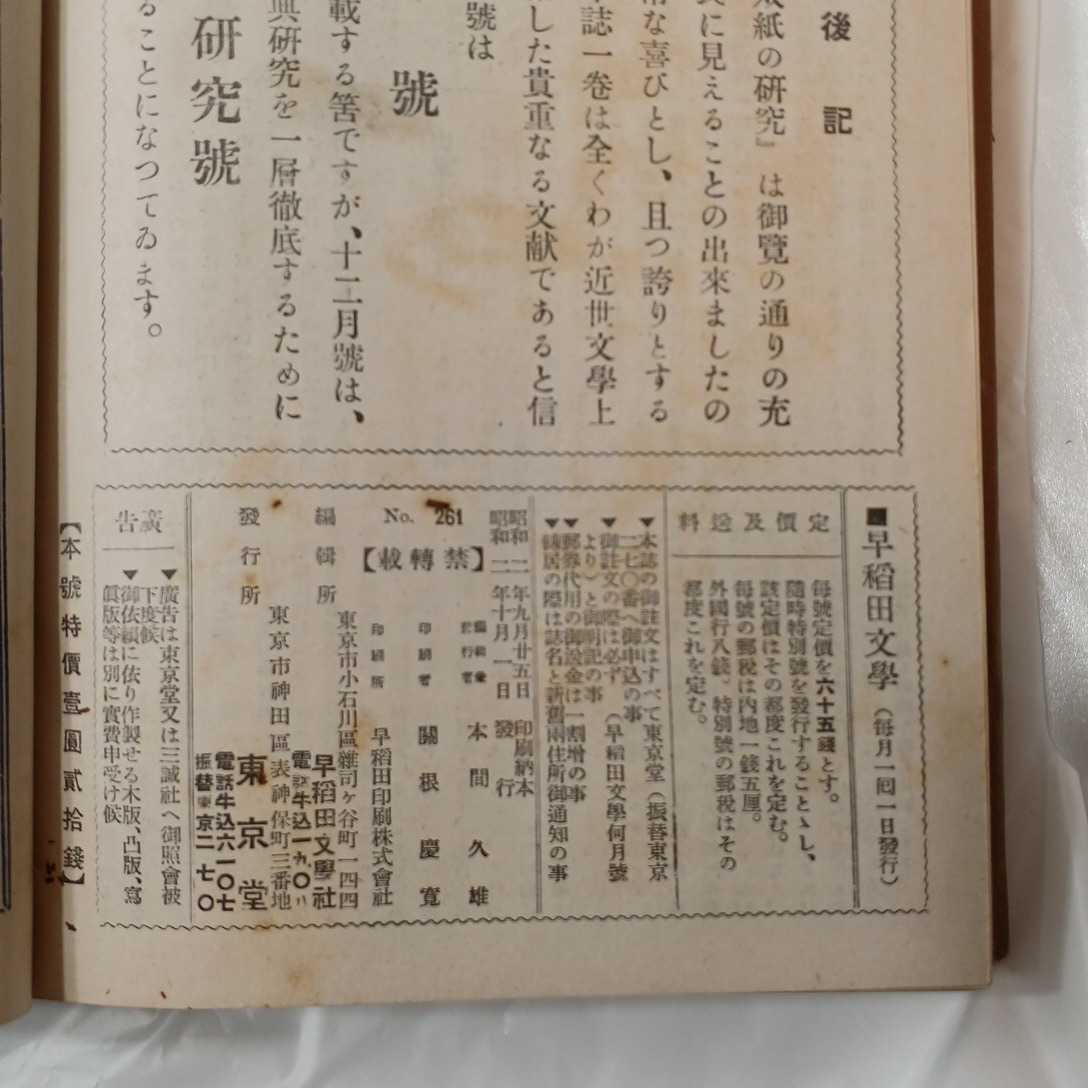 後記
紙の研究』は御覽の通りの充
に見えることの出來ましたの
な喜びとし、且つ誇りとする
誌一卷は全くわが近世文學上
した貴重なる文献であると信
號は
號
載する筈ですが、十二月號は、
研究を一層徹底するために
研究號
ることになつてゐます。
■早稻田文學(每月一回一日發行)
定價及送料
每號定價を六十五錢とす。
隨時特別號を發行することゝし、
該定價はその都度これを定む。
每號の郵稅は內地一錢五厘。
外國行八錢、特別號の郵稅はその
都度これを定む。
▼本誌の御註文はすべて東京堂(振替東京
二七〇番へ御申込の事
▼御註文の際は必ず(早稻田文學何月號
より)と御明記の事
▼郵券代用の御送金は一割增の事
▼轉居の際は誌名と新舊兩住所御通知の事
昭和二年九月廿五日印刷納本
昭和二年十月一日發行
No. 261
【禁轉載】
編輯兼
發行者
本間久雄
印刷者 關根慶寬
印刷所 早稻田印刷株式會社
編輯所
東京市小石川區雜司ヶ谷町一四四
早稻田文學社
電話牛込一九〇
發行所
東京市神田區表神保町三番地
東京堂
電話牛込六一〇七
振替東京二七〇
廣告
▼廣告は東京堂又は三誠社へ御照會被
下度候
▼御依賴に依り作製せる木版、凸版、寫
眞版等は別に實費申受け候
【本號特價壹圓貳拾錢】